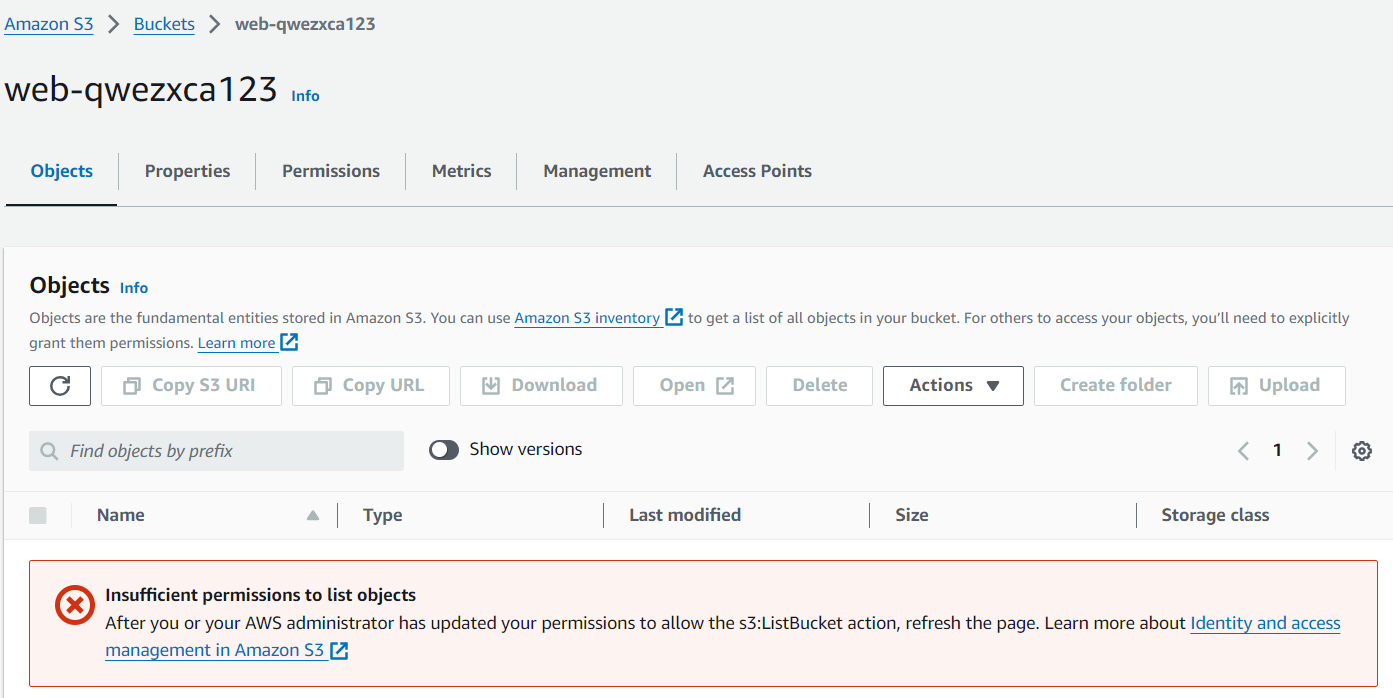 Amazon S3 > Buckets > web-qwezxca123
web-qwezxca123 Info
Objects Properties Permissions Metrics Management Access Points
Objects Info
Objects are the fundamental entities stored in Amazon S3. You can use Amazon S3 inventory to get a list of all objects in your bucket. For others to access your objects, you’ll need to explicitly
grant them permissions. Learn more
Copy S3 URI Copy URL Download Open Delete Actions Create folder Upload
Find objects by prefix Show versions 1
Name Type Last modified Size Storage class
Insufficient permissions to list objects
After you or your AWS administrator has updated your permissions to allow the s3:ListBucket action, refresh the page. Learn more about Identity and access
management in Amazon S3